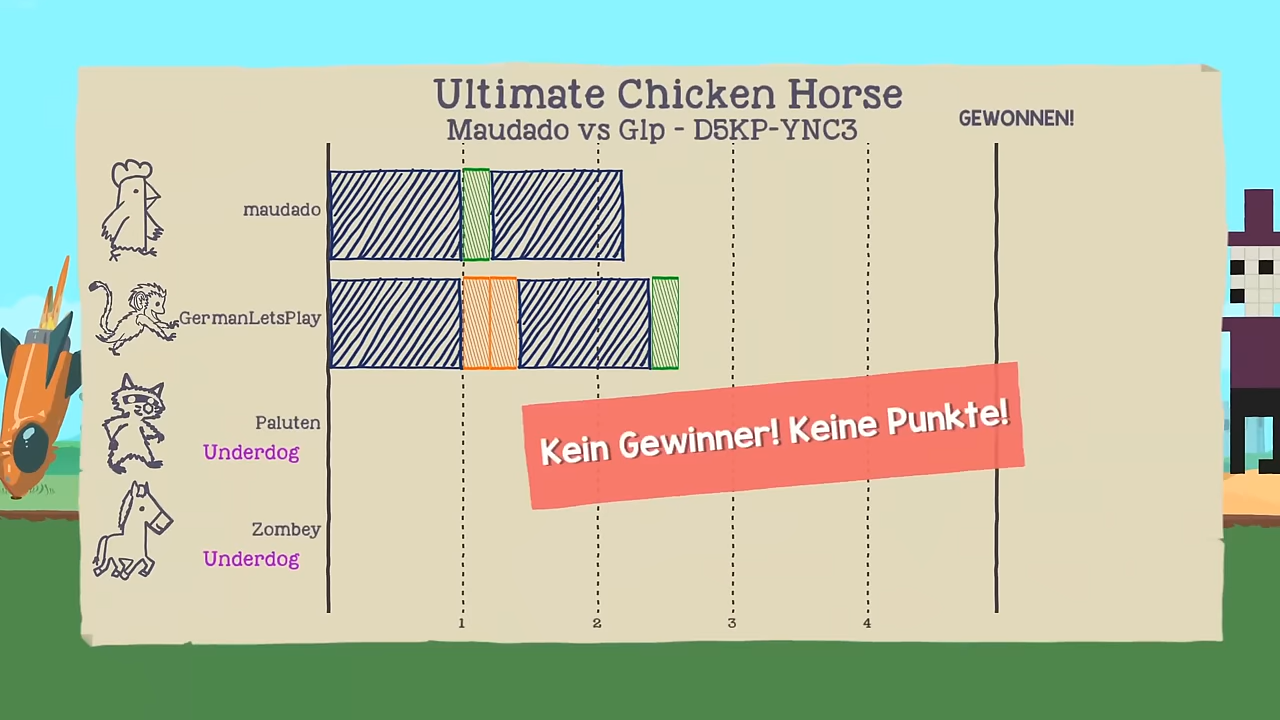 Ultimate Chicken Horse
Maudado vs Glp - D5KP-YNC3
GEWONNEN!
maudado
GermanLetsPlay
Paluten
Underdog
Kein Gewinner! Keine Punkte!
Zombey
Underdog
1 2 3 4